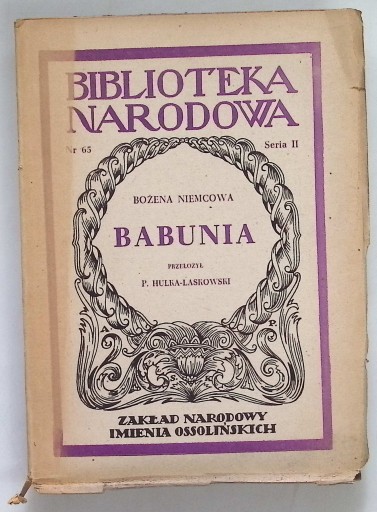 BIBLIOTEKA
NARODOWA
Nr 65 Seria II
BOŻENA NIEMCOWA
BABUNIA
PRZEŁOŻYŁ
P. HULKA-LASKOWSKI
A. P.
ZAKŁAD NARODOWY
IMIENIA OSSOLIŃSKICH